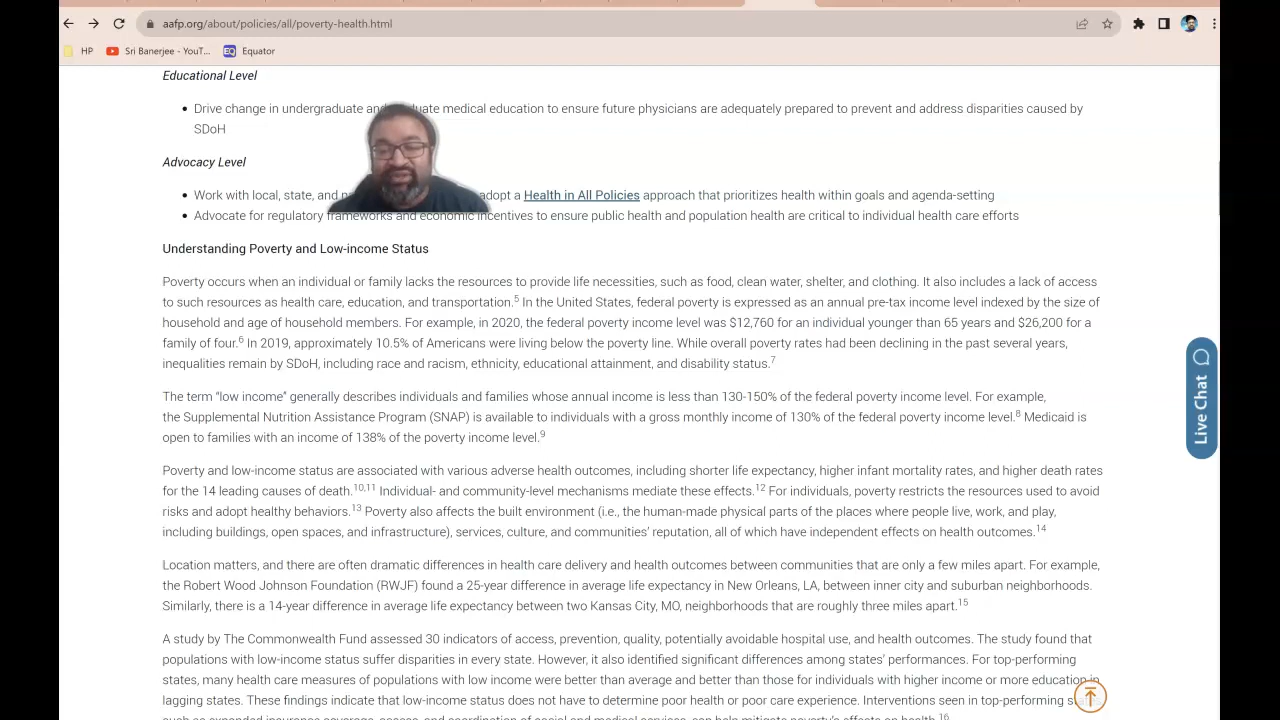 aafp.org/about/policies/all/poverty-health.html
HP Sri Banerjee - YouT... EQ Equator
Educational Level
Drive change in undergraduate and graduate medical education to ensure future physicians are adequately prepared to prevent and address disparities caused by
SDoH
Advocacy Level
Work with local, state, and adopt a Health in All Policies approach that prioritizes health within goals and agenda-setting
Advocate for regulatory frameworks and economic incentives to ensure public health and population health are critical to individual health care efforts
Understanding Poverty and Low-income Status
Poverty occurs when an individual or family lacks the resources to provide life necessities, such as food, clean water, shelter, and clothing. It also includes a lack of access
to such resources as health care, education, and transportation.5 In the United States, federal poverty is expressed as an annual pre-tax income level indexed by the size of
household and age of household members. For example, in 2020, the federal poverty income level was $12,760 for an individual younger than 65 years and $26,200 for a
family of four.6 In 2019, approximately 10.5% of Americans were living below the poverty line. While overall poverty rates had been declining in the past several years,
inequalities remain by SDoH, including race and racism, ethnicity, educational attainment, and disability status.7
The term “low income” generally describes individuals and families whose annual income is less than 130-150% of the federal poverty income level. For example,
the Supplemental Nutrition Assistance Program (SNAP) is available to individuals with a gross monthly income of 130% of the federal poverty income level.8 Medicaid is
open to families with an income of 138% of the poverty income level.9
Poverty and low-income status are associated with various adverse health outcomes, including shorter life expectancy, higher infant mortality rates, and higher death rates
for the 14 leading causes of death.10,11 Individual- and community-level mechanisms mediate these effects.12 For individuals, poverty restricts the resources used to avoid
risks and adopt healthy behaviors.13 Poverty also affects the built environment (i.e., the human-made physical parts of the places where people live, work, and play,
including buildings, open spaces, and infrastructure), services, culture, and communities’ reputation, all of which have independent effects on health outcomes.14
Location matters, and there are often dramatic differences in health care delivery and health outcomes between communities that are only a few miles apart. For example,
the Robert Wood Johnson Foundation (RWJF) found a 25-year difference in average life expectancy in New Orleans, LA, between inner city and suburban neighborhoods.
Similarly, there is a 14-year difference in average life expectancy between two Kansas City, MO, neighborhoods that are roughly three miles apart.15
A study by The Commonwealth Fund assessed 30 indicators of access, prevention, quality, potentially avoidable hospital use, and health outcomes. The study found that
populations with low-income status suffer disparities in every state. However, it also identified significant differences among states’ performances. For top-performing
states, many health care measures of populations with low income were better than average and better than those for individuals with higher income or more education in
lagging states. These findings indicate that low-income status does not have to determine poor health or poor care experience. Interventions seen in top-performing
such as expanded insurance coverage, access, and coordination of social and medical services, can help mitigate poverty’s effects on health.16
Live Chat